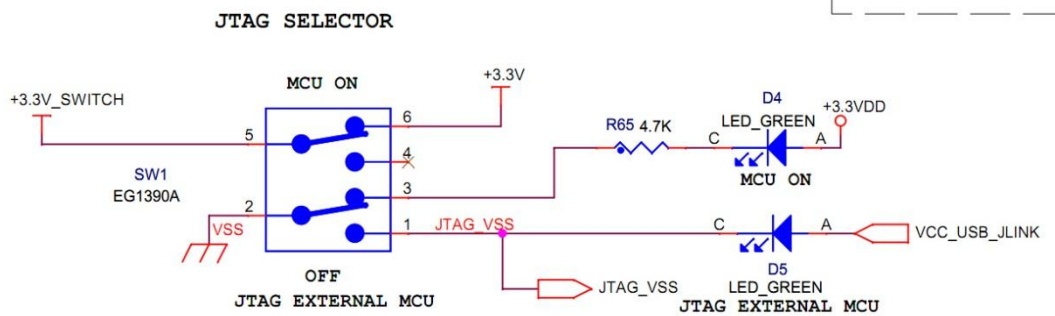 JTAG SELECTOR
MCU ON
+3.3V
+3.3V_SWITCH
6
5
4
SW1
EG1390A
3
2
VSS
1
JTAG_VSS
R65 4.7K
D4
LED_GREEN
+3.3VDD
C
A
MCU ON
C
A
VCC_USB_JLINK
D5
LED_GREEN
JTAG EXTERNAL MCU
JTAG_VSS
OFF
JTAG EXTERNAL MCU